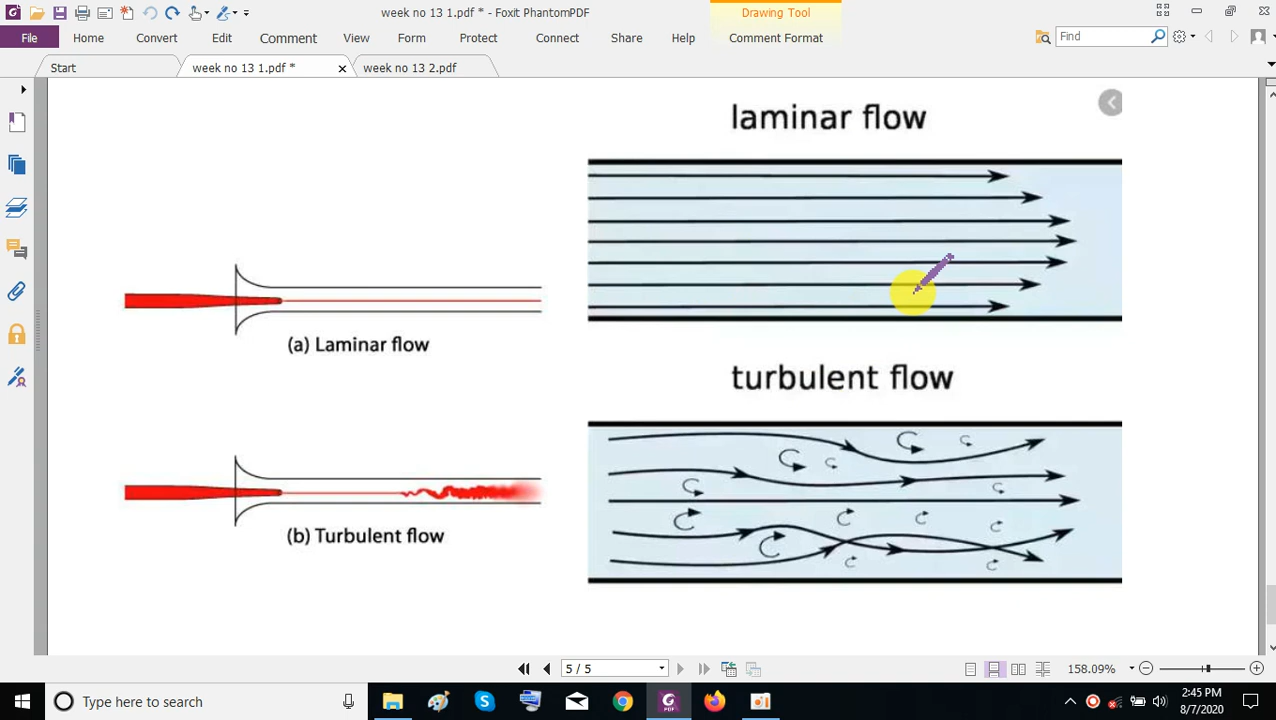 week no 13 1.pdf * - Foxit PhantomPDF
Drawing Tool
File Home Convert Edit Comment View Form Protect Connect Share Help Comment Format
Find
Start
week no 13 1.pdf *
week no 13 2.pdf
laminar flow
(a) Laminar flow
turbulent flow
(b) Turbulent flow
5 / 5
158.09%
Type here to search
PDF
2:45 PM
8/7/2020